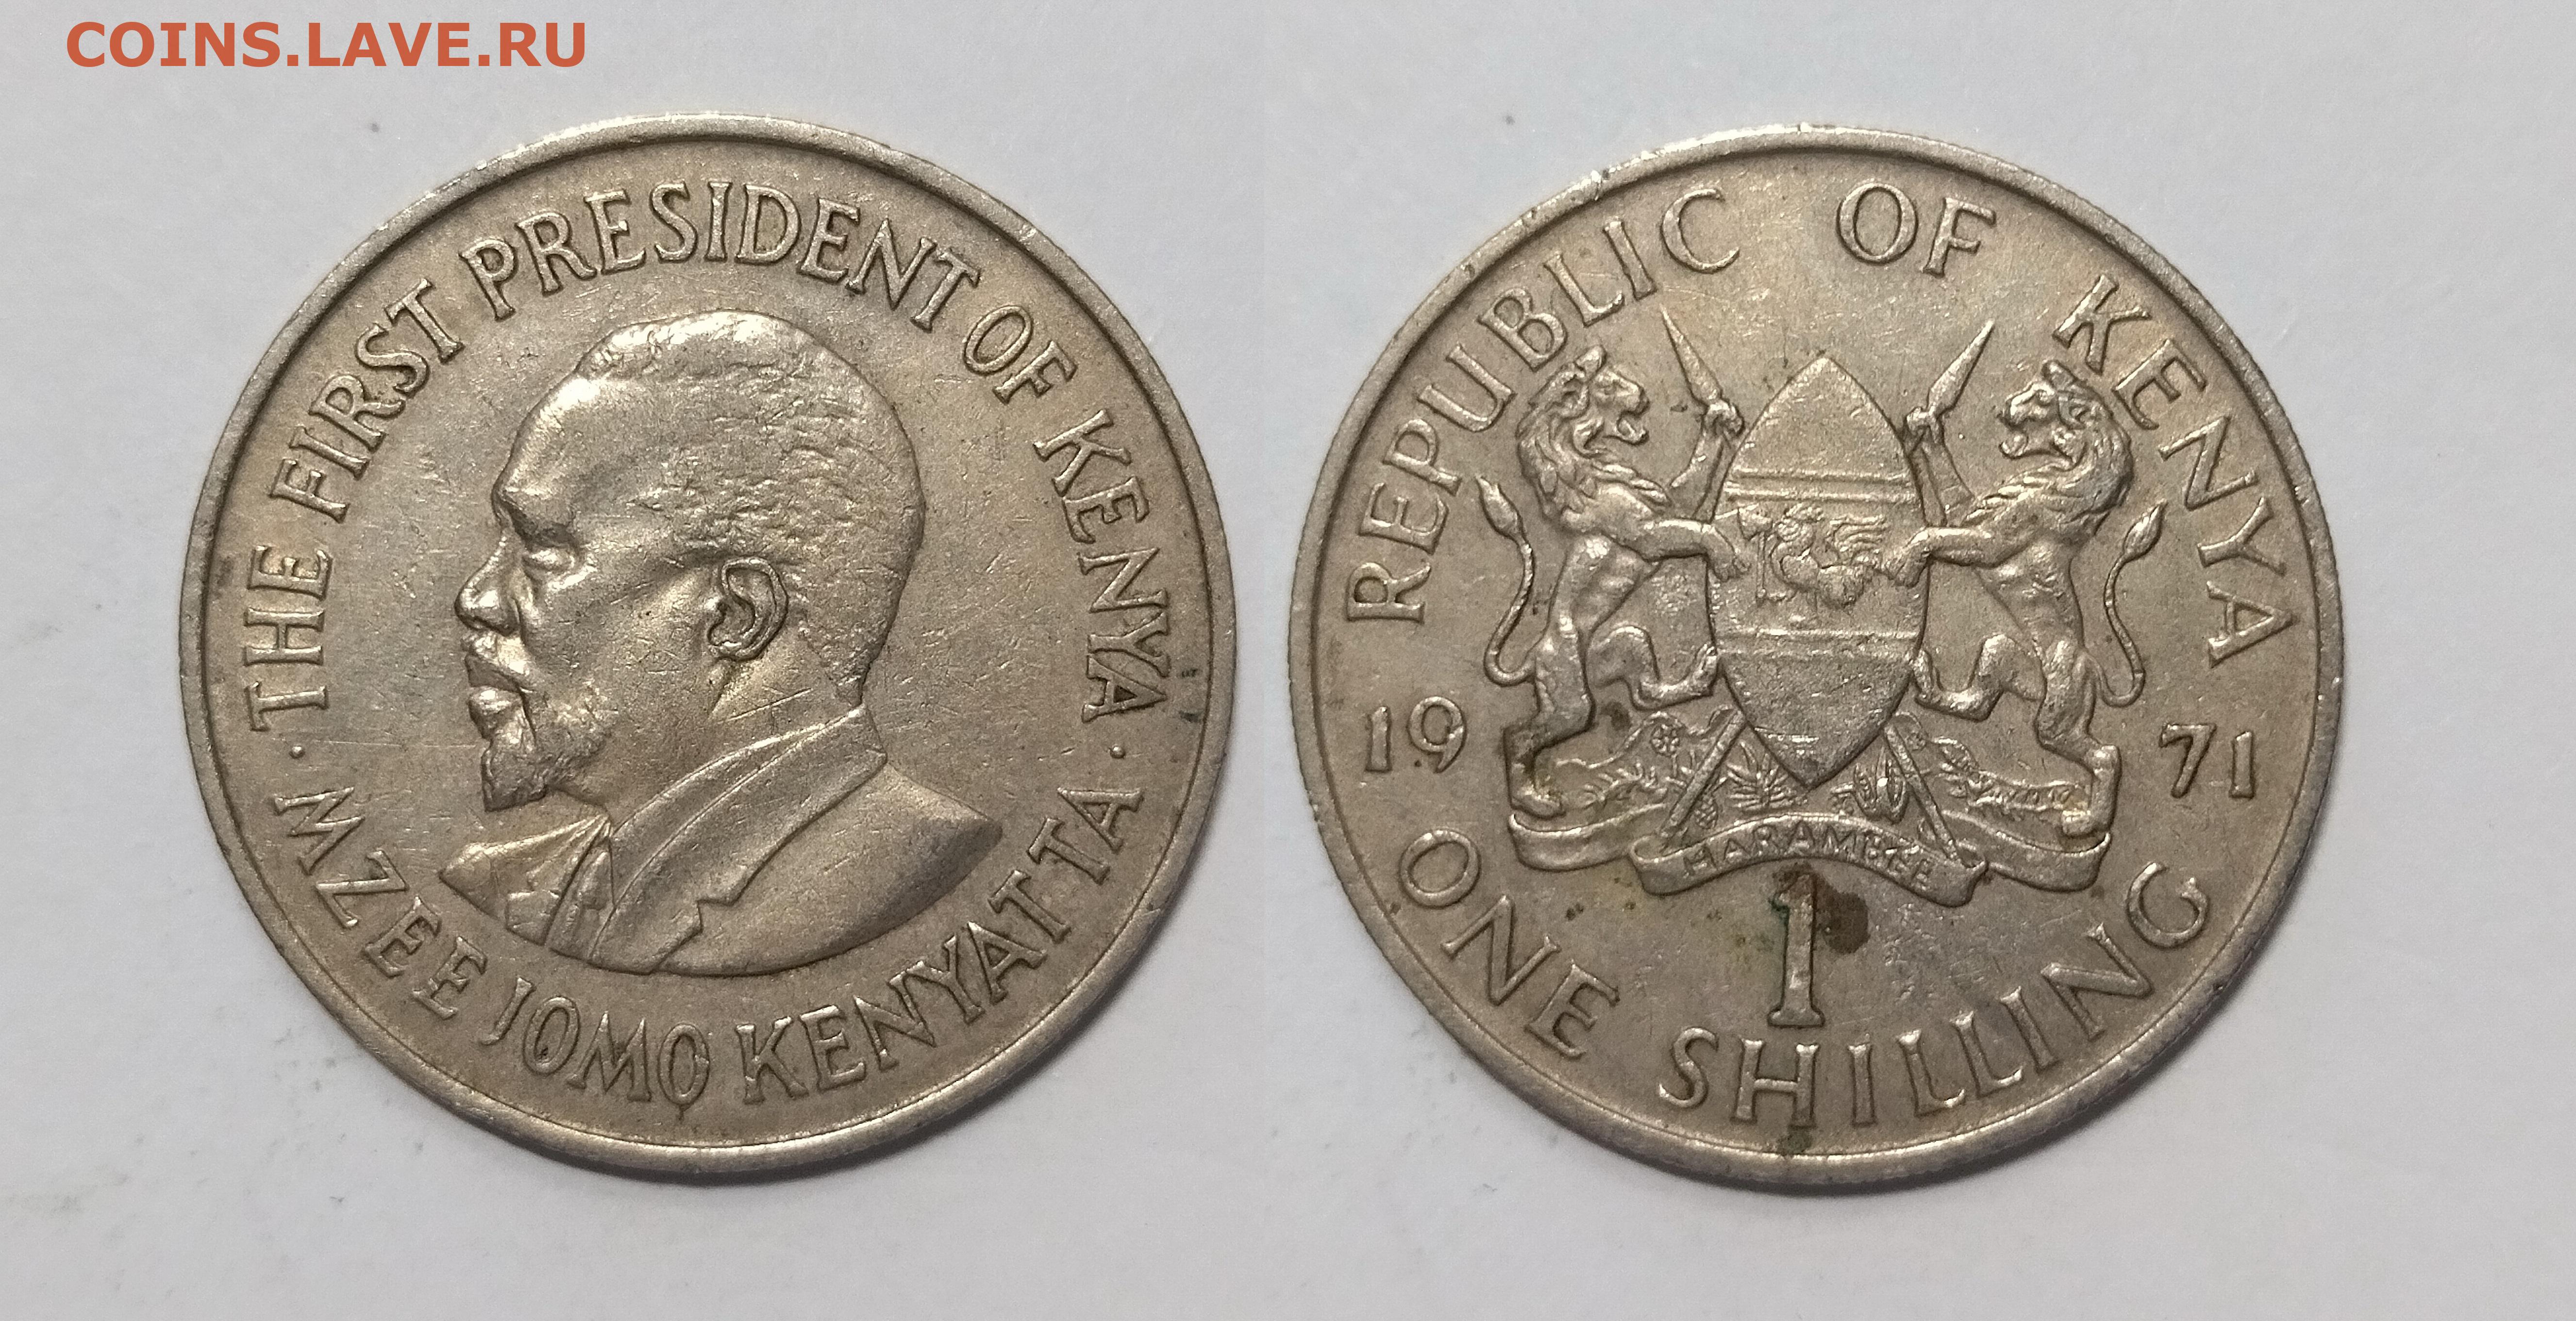 COINS.LAVE.RU
· THE FIRST PRESIDENT OF KENYA ·
MZEE JOMO KENYATTA
REPUBLIC OF KENYA
19 71
HARAMBEE
1
ONE SHILLING